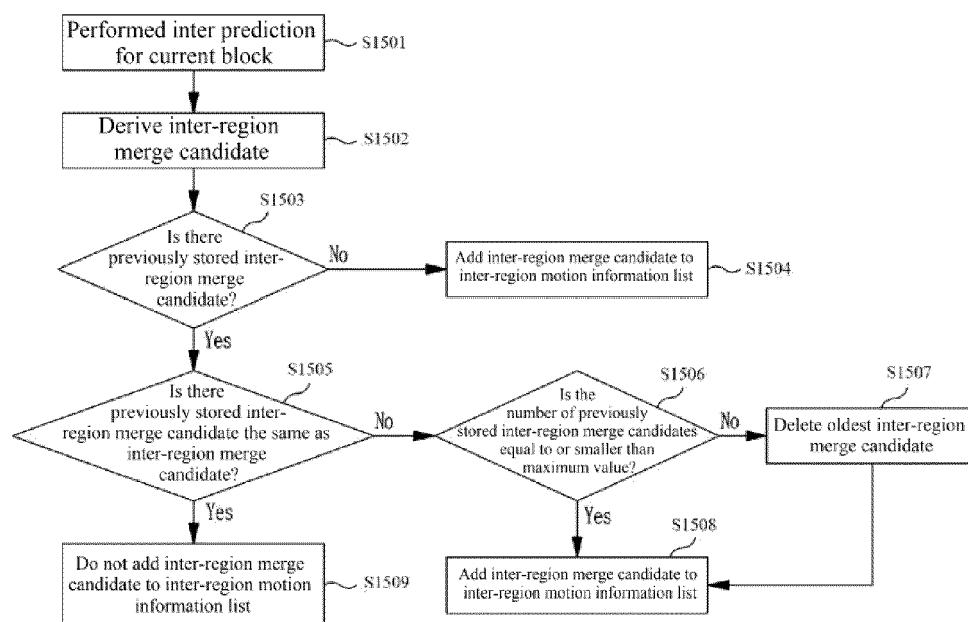 Performed inter prediction
for current block
S1501
Derive inter-region
merge candidate
S1502
S1503
Is there
previously stored inter-
region merge
candidate?
No
Add inter-region merge candidate to
inter-region motion information list
S1504
Yes
S1505
Is there
previously stored inter-
region merge candidate the same as
inter-region merge
candidate?
No
S1506
Is the
number of previously
stored inter-region merge candidates
equal to or smaller than
maximum value?
No
S1507
Delete oldest inter-region
merge candidate
Yes
Yes
S1508
Do not add inter-region merge
candidate to inter-region motion
information list
S1509
Add inter-region merge candidate to
inter-region motion information list